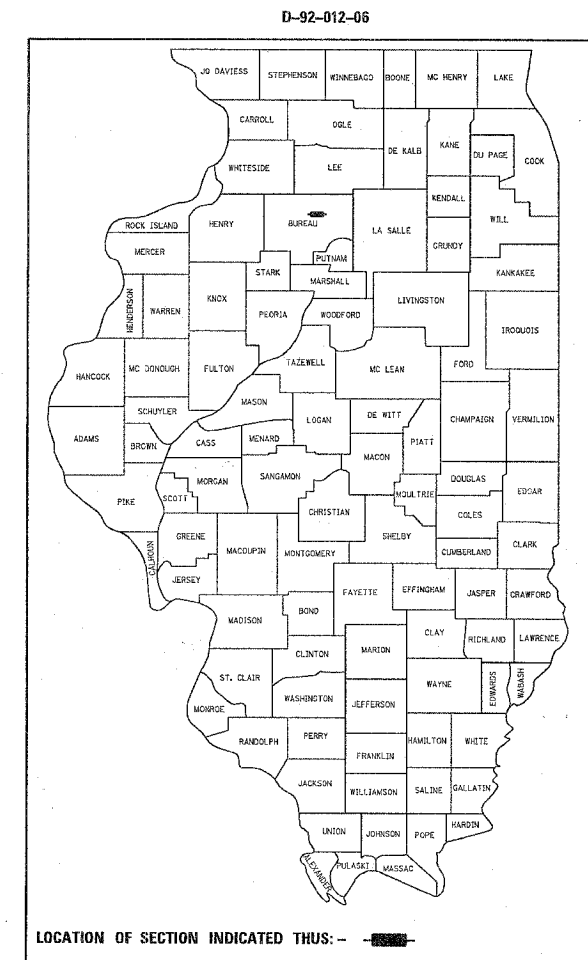 D-92-012-06
JO DAVIESS STEPHENSON WINNEBAGO BOONE MC HENRY LAKE
CARROLL OGLE
DE KALB KANE DU PAGE COOK
WHITESIDE LEE
KENDALL WILL
ROCK ISLAND HENRY BUREAU LA SALLE
GRUNDY
MERCER PUTNAM
STARK MARSHALL KANKAKEE
HENDERSON WARREN KNOX PEORIA WOODFORD LIVINGSTON
IROQUOIS
HANCOCK MC DONOUGH FULTON TAZEWELL MC LEAN FORD
MASON
SCHUYLER LOGAN DE WITT CHAMPAIGN VERMILION
ADAMS BROWN CASS MENARD PIATT
MACON
PIKE SCOTT MORGAN SANGAMON MOULTRIE DOUGLAS EDGAR
CHRISTIAN COLES
CALHOUN GREENE MACOUPIN MONTGOMERY SHELBY CUMBERLAND CLARK
JERSEY
FAYETTE EFFINGHAM JASPER CRAWFORD
MADISON BOND
CLAY RICHLAND LAWRENCE
CLINTON MARION
ST. CLAIR WAYNE EDWARDS WABASH
WASHINGTON JEFFERSON
MONROE
RANDOLPH PERRY HAMILTON WHITE
FRANKLIN
JACKSON WILLIAMSON SALINE GALLATIN
UNION JOHNSON POPE HARDIN
ALEXANDER PULASKI MASSAC
LOCATION OF SECTION INDICATED THUS: -